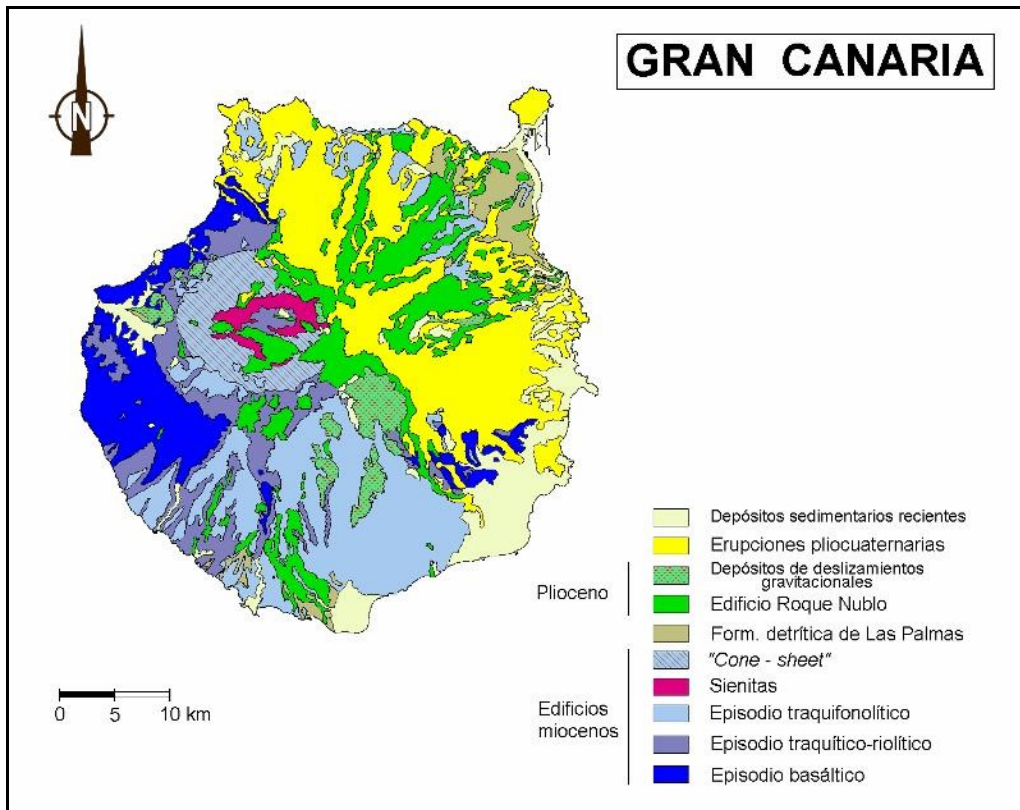 GRAN CANARIA
N
Depósitos sedimentarios recientes
Erupciones pliocuaternarias
Plioceno
Depósitos de deslizamientos
gravitacionales
Edificio Roque Nublo
Form. detrítica de Las Palmas
Edificios
miocenos
"Cone - sheet"
Sienitas
Episodio traquifonolítico
Episodio traquítico-riolítico
Episodio basáltico
0 5 10 km